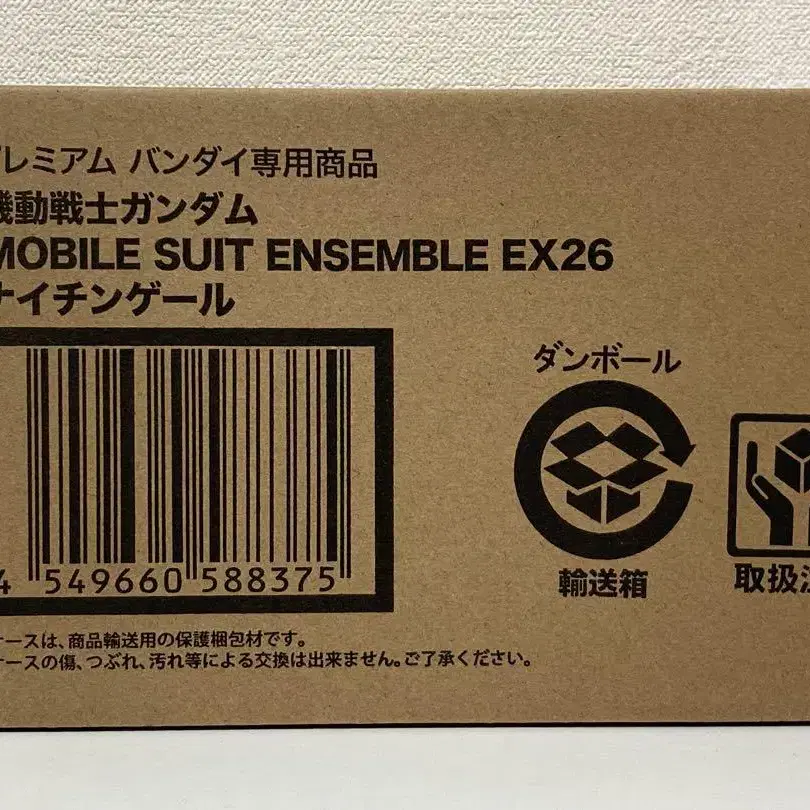 プレミアム バンダイ専用商品
機動戦士ガンダム
MOBILE SUIT ENSEMBLE EX26
ナイチンゲール
ダンボール
4 549660 588375
輸送箱
取扱注
ケースは、商品輸送用の保護梱包材です。
ケースの傷、つぶれ、汚れ等による交換は出来ません。ご了承ください。